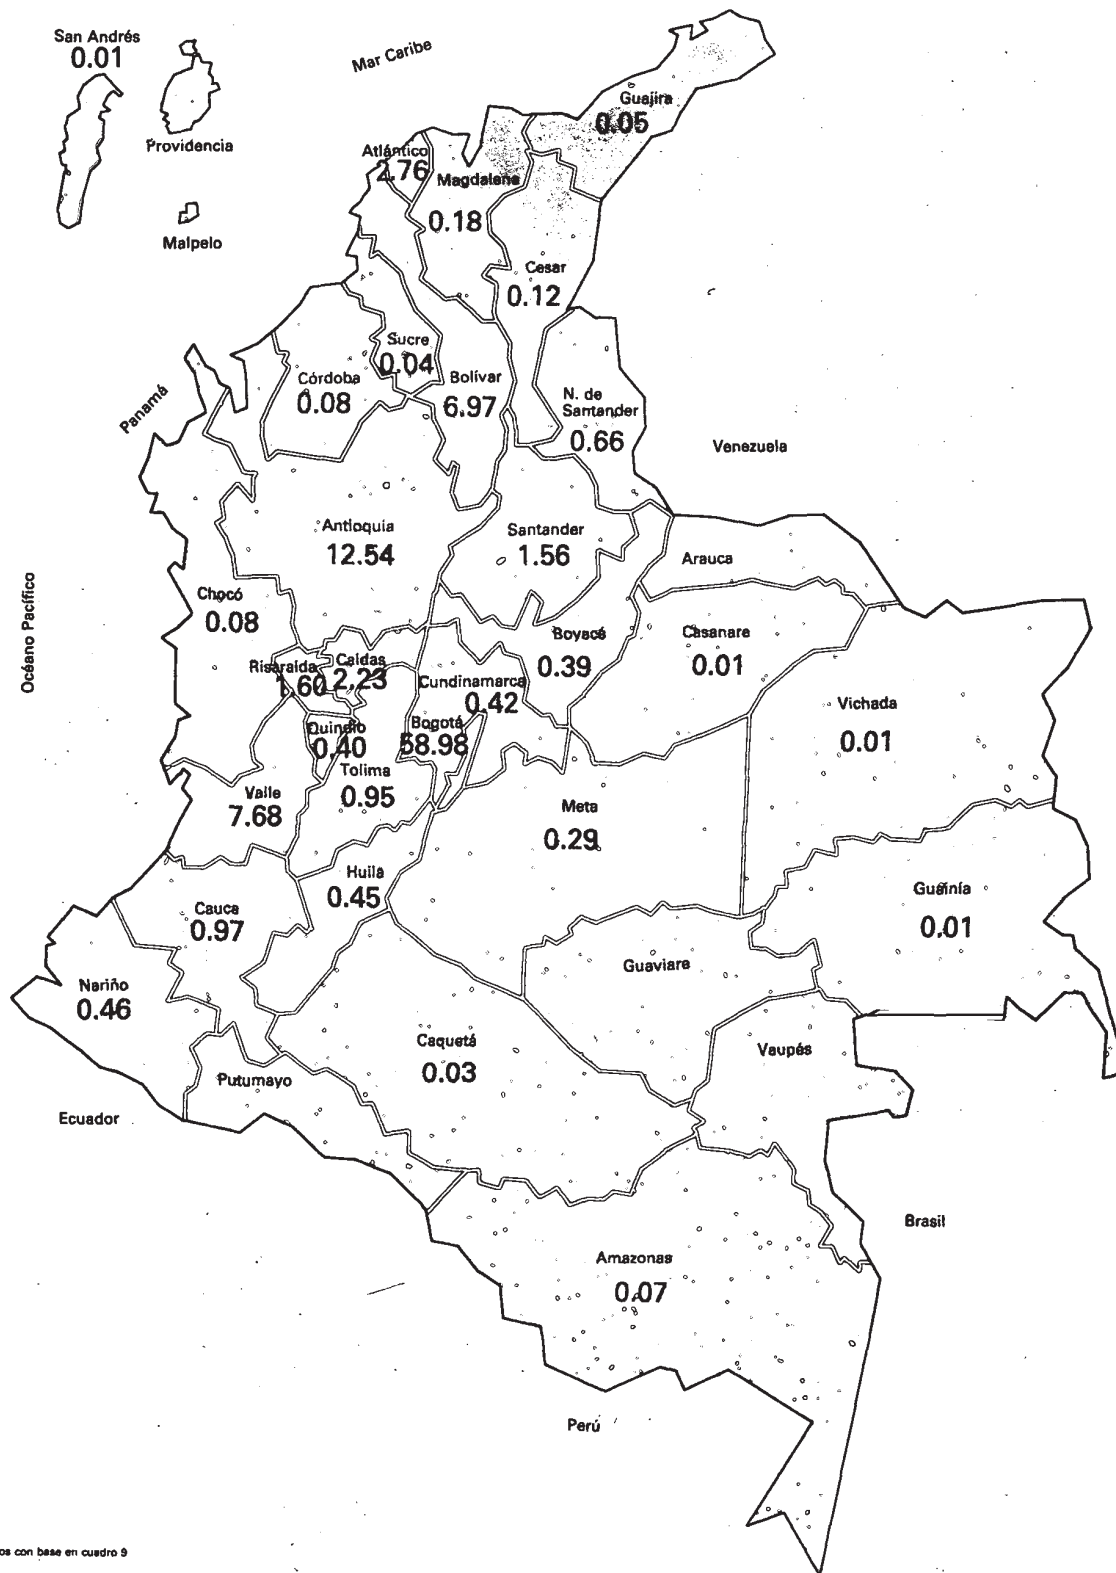 San Andrés
0.01
Mar Caribe
Providencia
Malpelo
Guajira
0.05
Atlántico
2.76
Magdalena
0.18
Cesar
0.12
Sucre
0.04
Córdoba
0.08
Bolívar
6.97
N. de
Santander
0.66
Panamá
Venezuela
Antioquia
12.54
Santander
1.56
Arauca
Océano Pacífico
Chocó
0.08
Boyacá
0.39
Casanare
0.01
Risaralda
1.60
Caldas
2.23
Cundinamarca
0.42
Vichada
0.01
Quindío
0.40
Bogotá
58.98
Tolima
0.95
Valle
7.68
Meta
0.29
Huila
0.45
Cauca
0.97
Guainía
0.01
Guaviare
Nariño
0.46
Caquetá
0.03
Vaupés
Putumayo
Ecuador
Brasil
Amazonas
0.07
Perú
os con base en cuadro 9